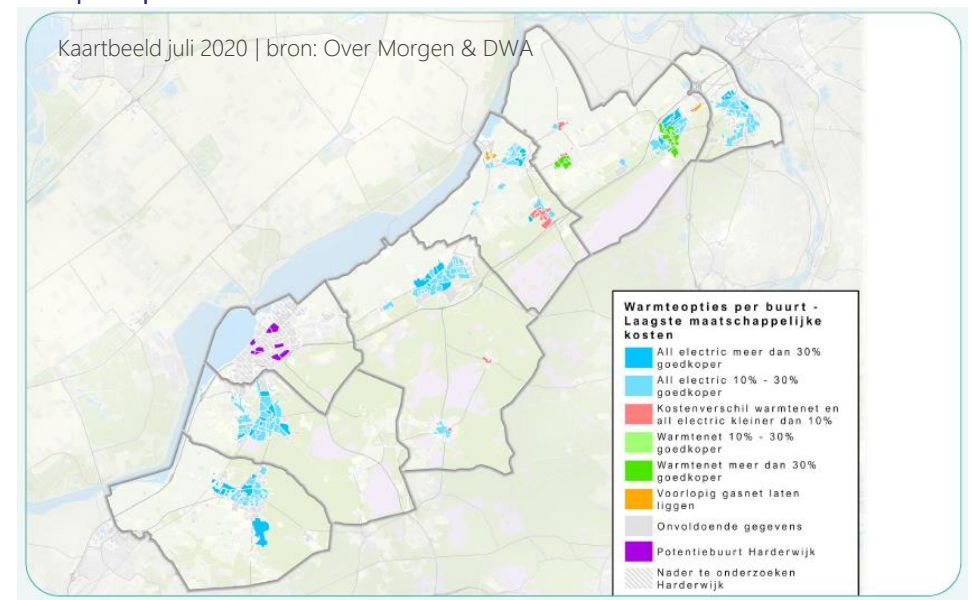 Kaartbeeld juli 2020 | bron: Over Morgen & DWA
Warmteopties per buurt -
Laagste maatschappelijke
kosten
All electric meer dan 30%
goedkoper
All electric 10% - 30%
goedkoper
Kostenverschil warmtenet en
all electric kleiner dan 10%
Warmtenet 10% - 30%
goedkoper
Warmtenet meer dan 30%
goedkoper
Voorlopig gasnet laten
liggen
Onvoldoende gegevens
Potentiebuurt Harderwijk
Nader te onderzoeken
Harderwijk